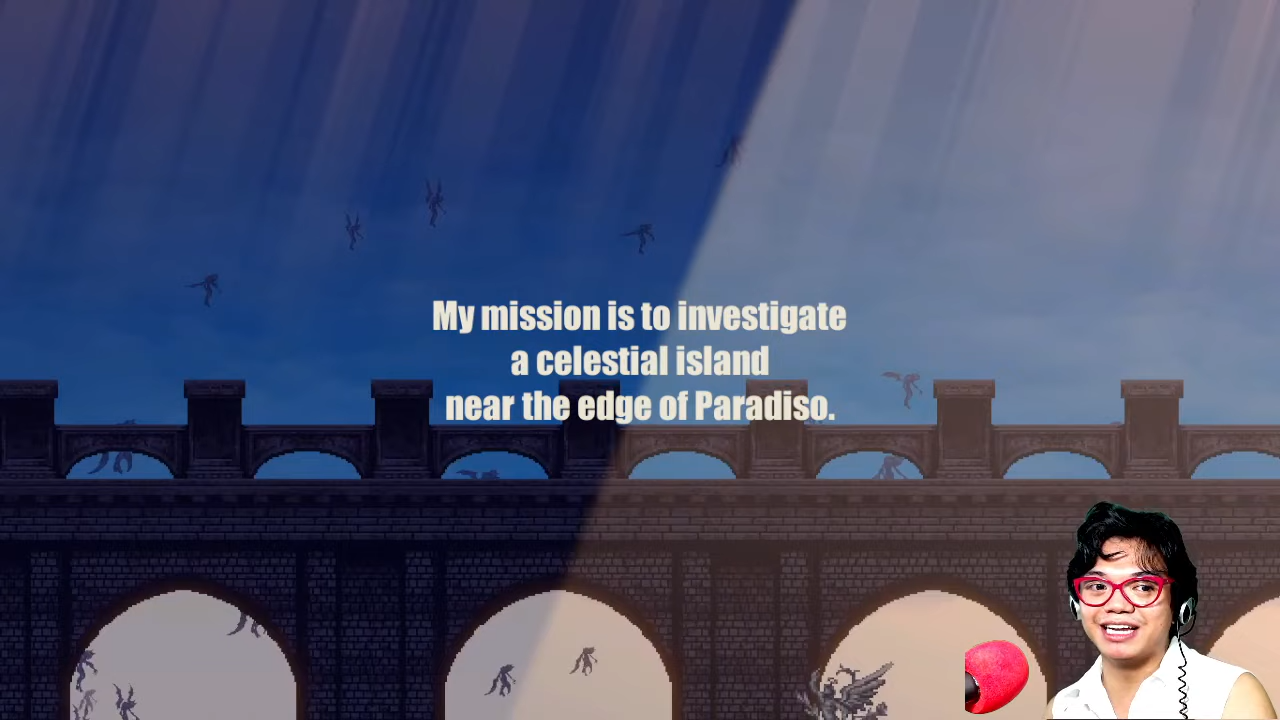 My mission is to investigate
a celestial island
near the edge of Paradiso.